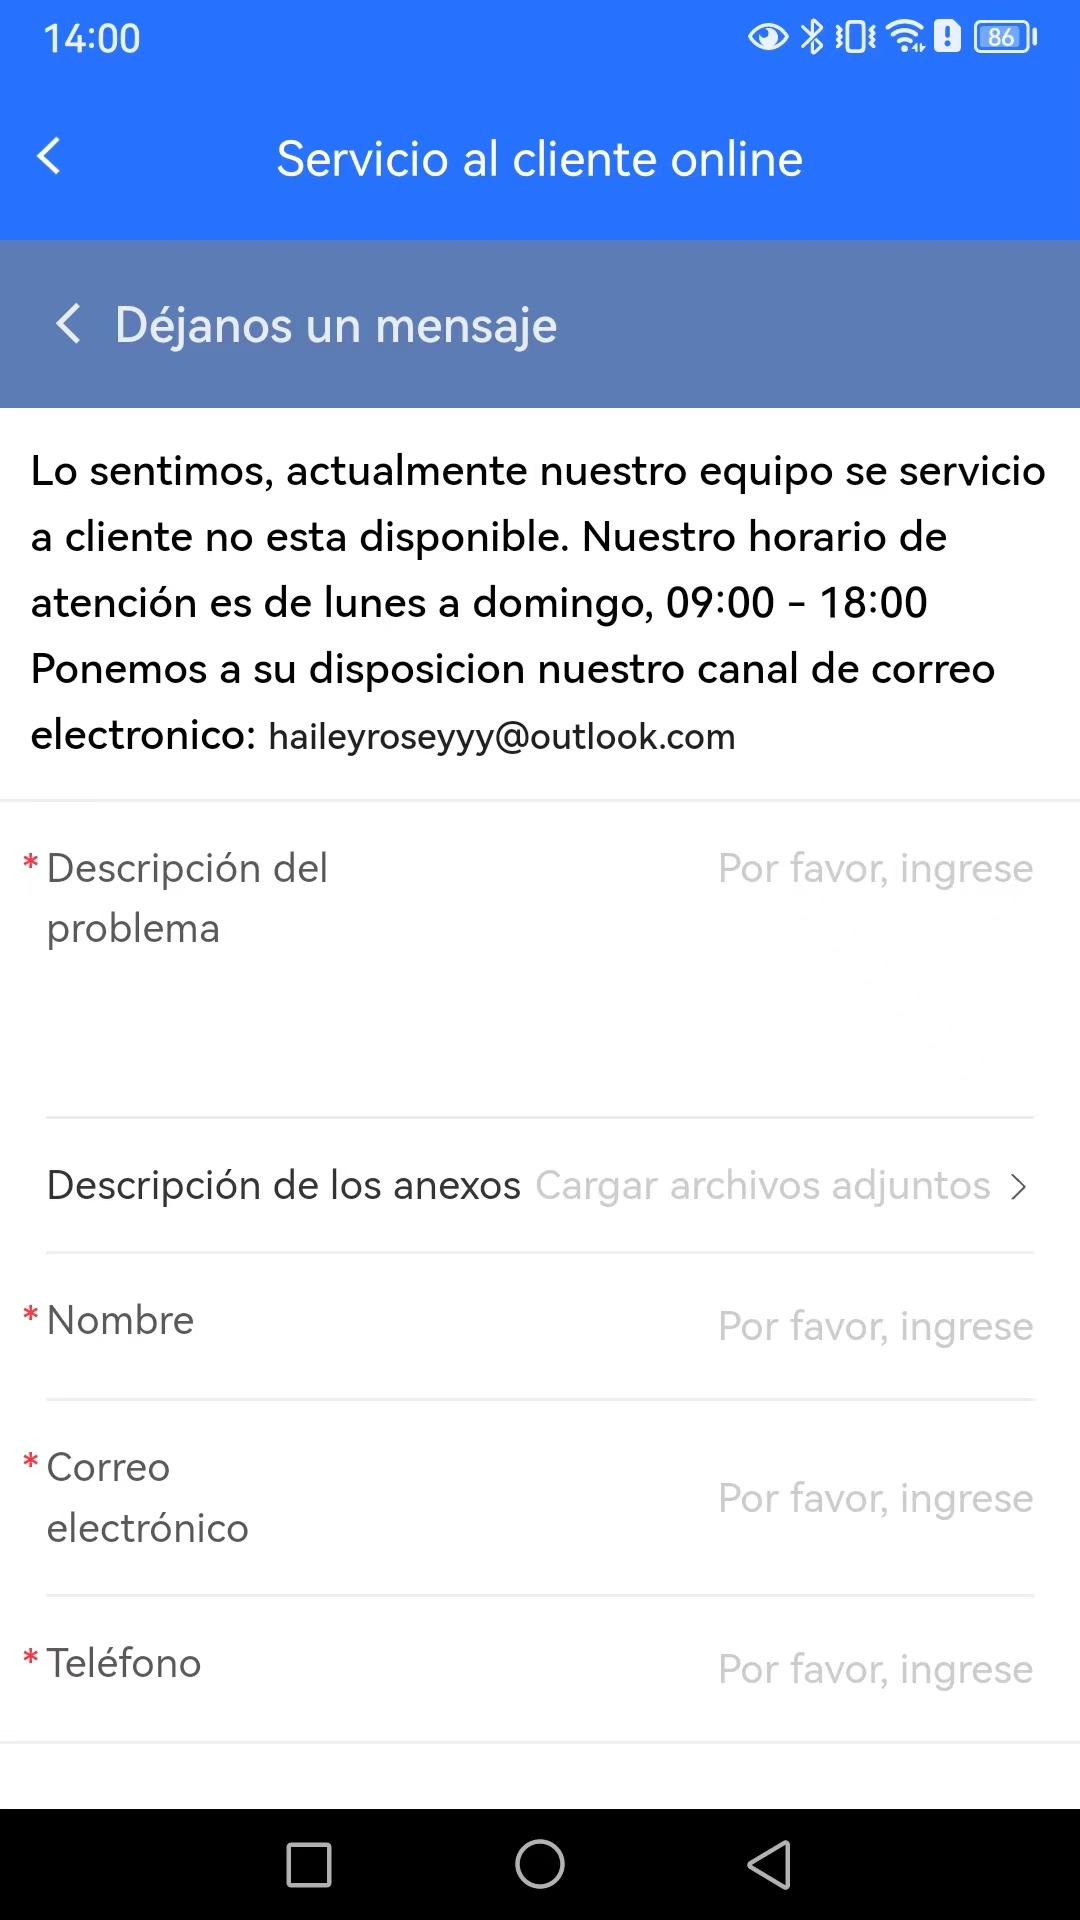 14:00
86
Servicio al cliente online
Déjanos un mensaje
Lo sentimos, actualmente nuestro equipo se servicio
a cliente no esta disponible. Nuestro horario de
atención es de lunes a domingo, 09:00 - 18:00
Ponemos a su disposicion nuestro canal de correo
electronico: haileyroseyyy@outlook.com
* Descripción del Por favor, ingrese
problema
Descripción de los anexos Cargar archivos adjuntos
* Nombre Por favor, ingrese
* Correo
electrónico Por favor, ingrese
* Teléfono Por favor, ingrese